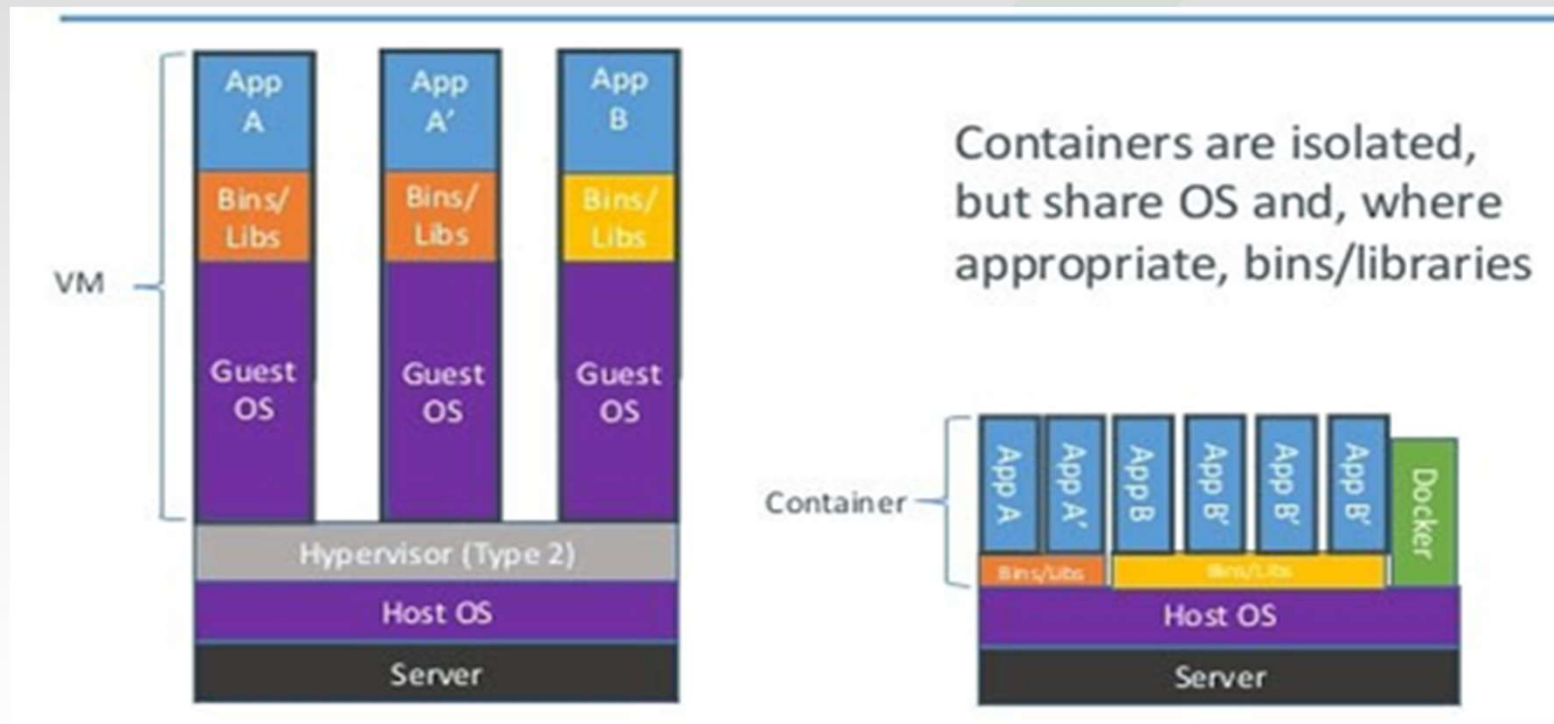 App
A
App
A′
App
B
Bins/
Libs
Bins/
Libs
Bins/
Libs
VM
Guest
OS
Guest
OS
Guest
OS
Hypervisor (Type 2)
Host OS
Server
Containers are isolated,
but share OS and, where
appropriate, bins/libraries
Container
App A
App A′
App B
App B′
App B′
App B′
Docker
Bins/Libs
Bins/Libs
Host OS
Server